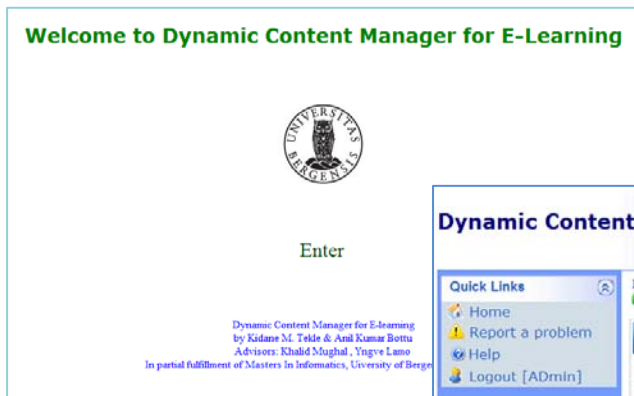 Welcome to Dynamic Content Manager for E-Learning
UNIVERSITAS BERGENSIS
Enter
Dynamic Content Manager for E-learning
by Kidane M. Tekle & Anil Kumar Bottu
Advisors: Khalid Mughal , Yngve Lamo
In partial fulfillment of Masters In Informatics, Uiversity of Berge
Dynamic Content
Quick Links
Home
Report a problem
Help
Logout [ADmin]